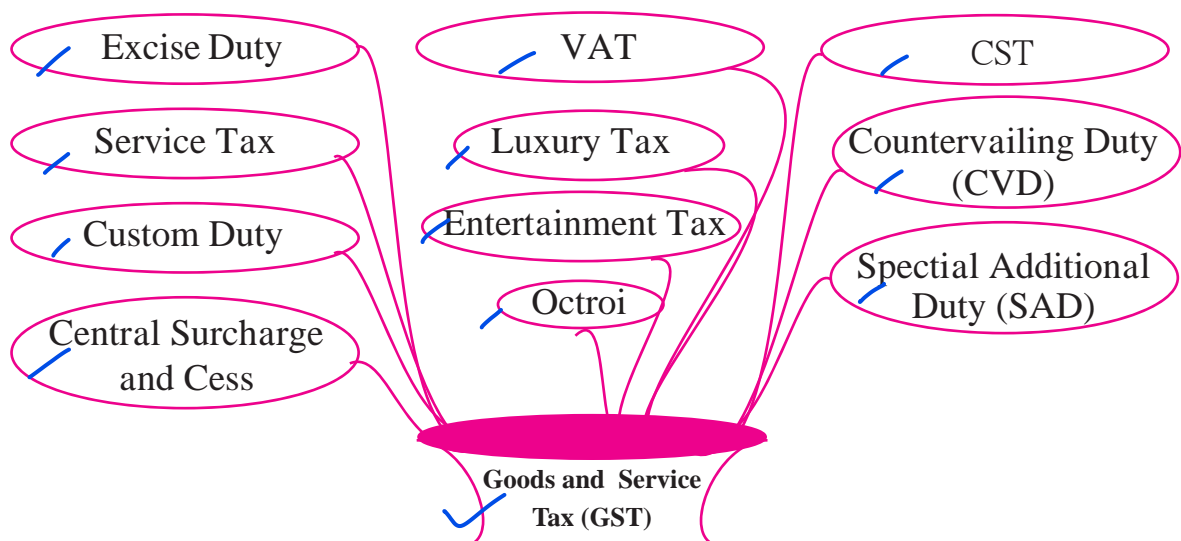 Excise Duty
VAT
CST
Service Tax
Luxury Tax
Countervailing Duty
(CVD)
Custom Duty
Entertainment Tax
Spectial Additional
Duty (SAD)
Octroi
Central Surcharge
and Cess
Goods and Service
Tax (GST)